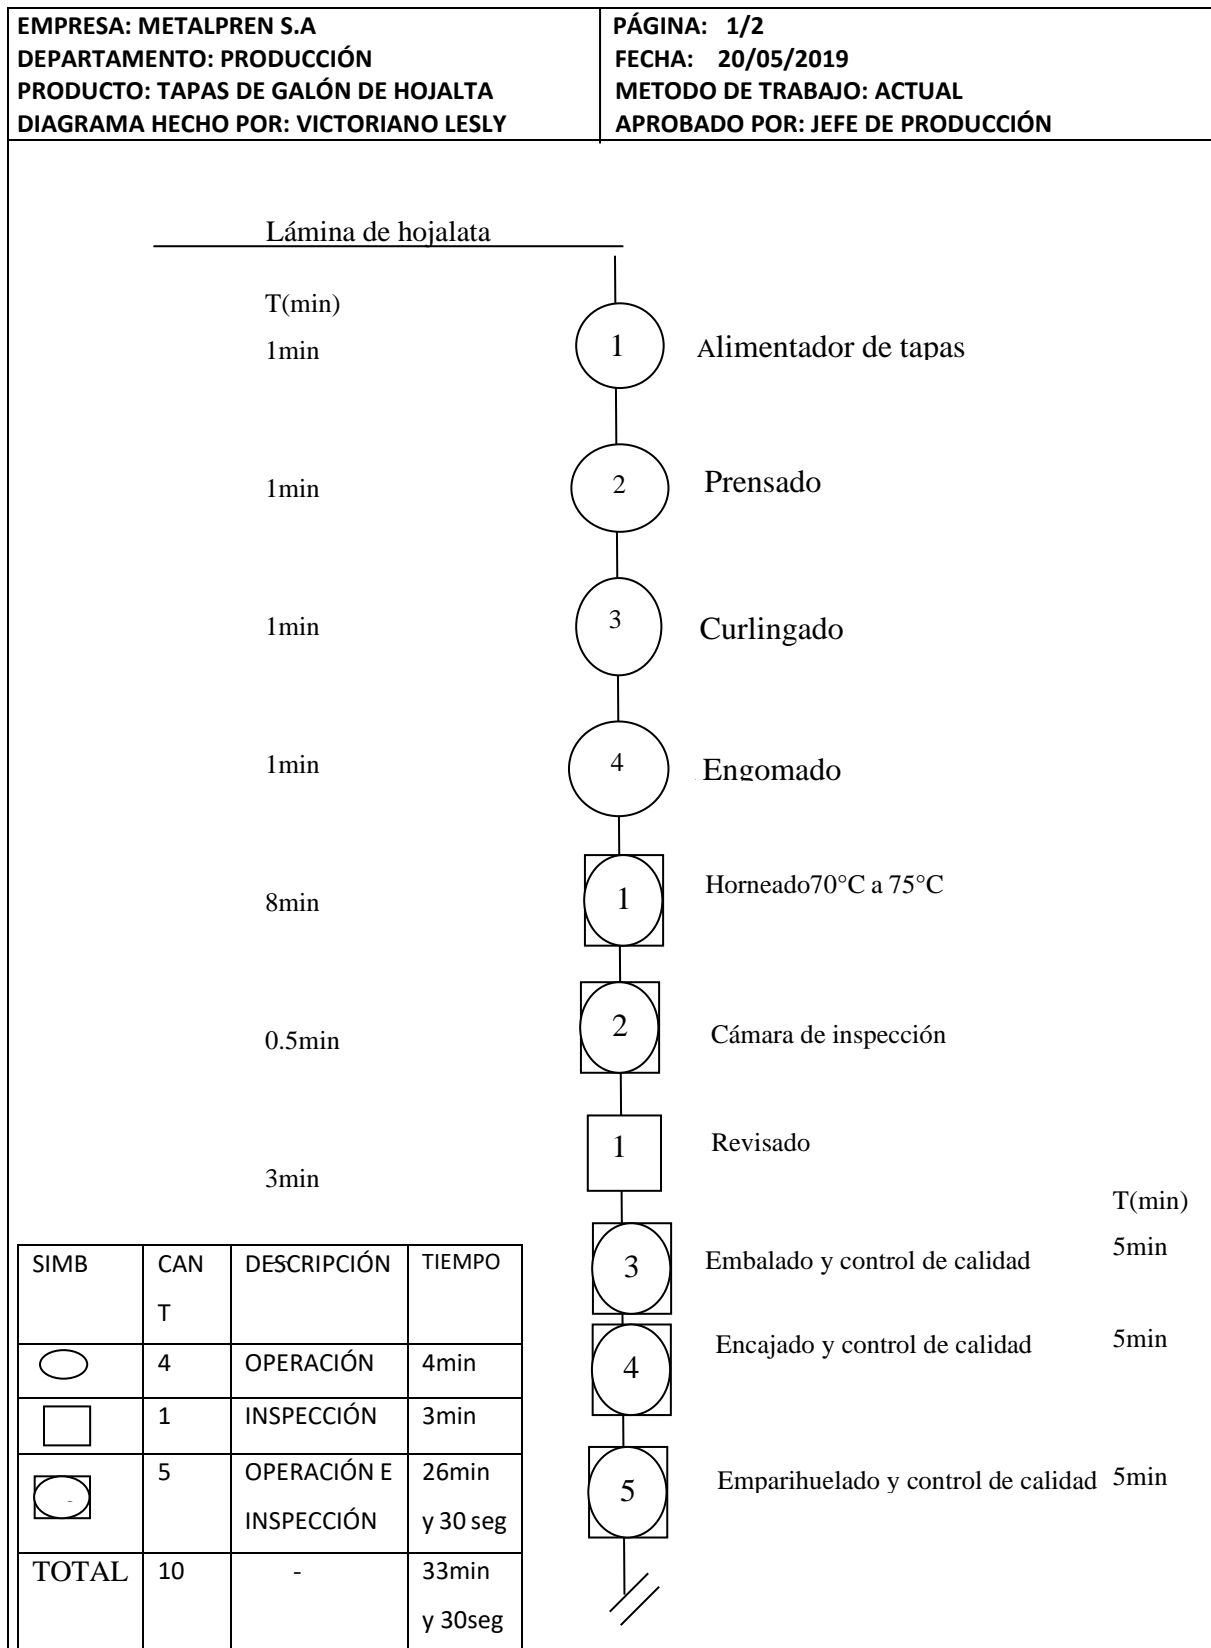 EMPRESA: METALPREN S.A
DEPARTAMENTO: PRODUCCIÓN
PRODUCTO: TAPAS DE GALÓN DE HOJALTA
DIAGRAMA HECHO POR: VICTORIANO LESLY
PÁGINA: 1/2
FECHA: 20/05/2019
METODO DE TRABAJO: ACTUAL
APROBADO POR: JEFE DE PRODUCCIÓN
Lámina de hojalata
T(min)
1min 1 Alimentador de tapas
1min 2 Prensado
1min 3 Curlingado
1min 4 Engomado
8min 1 Horneado70°C a 75°C
0.5min 2 Cámara de inspección
3min 1 Revisado
T(min)
3 Embalado y control de calidad 5min
4 Encajado y control de calidad 5min
5 Emparihuelado y control de calidad 5min
SIMB CAN DESCRIPCIÓN TIEMPO
T
4 OPERACIÓN 4min
1 INSPECCIÓN 3min
5 OPERACIÓN E 26min
INSPECCIÓN y 30 seg
TOTAL 10 - 33min
y 30seg